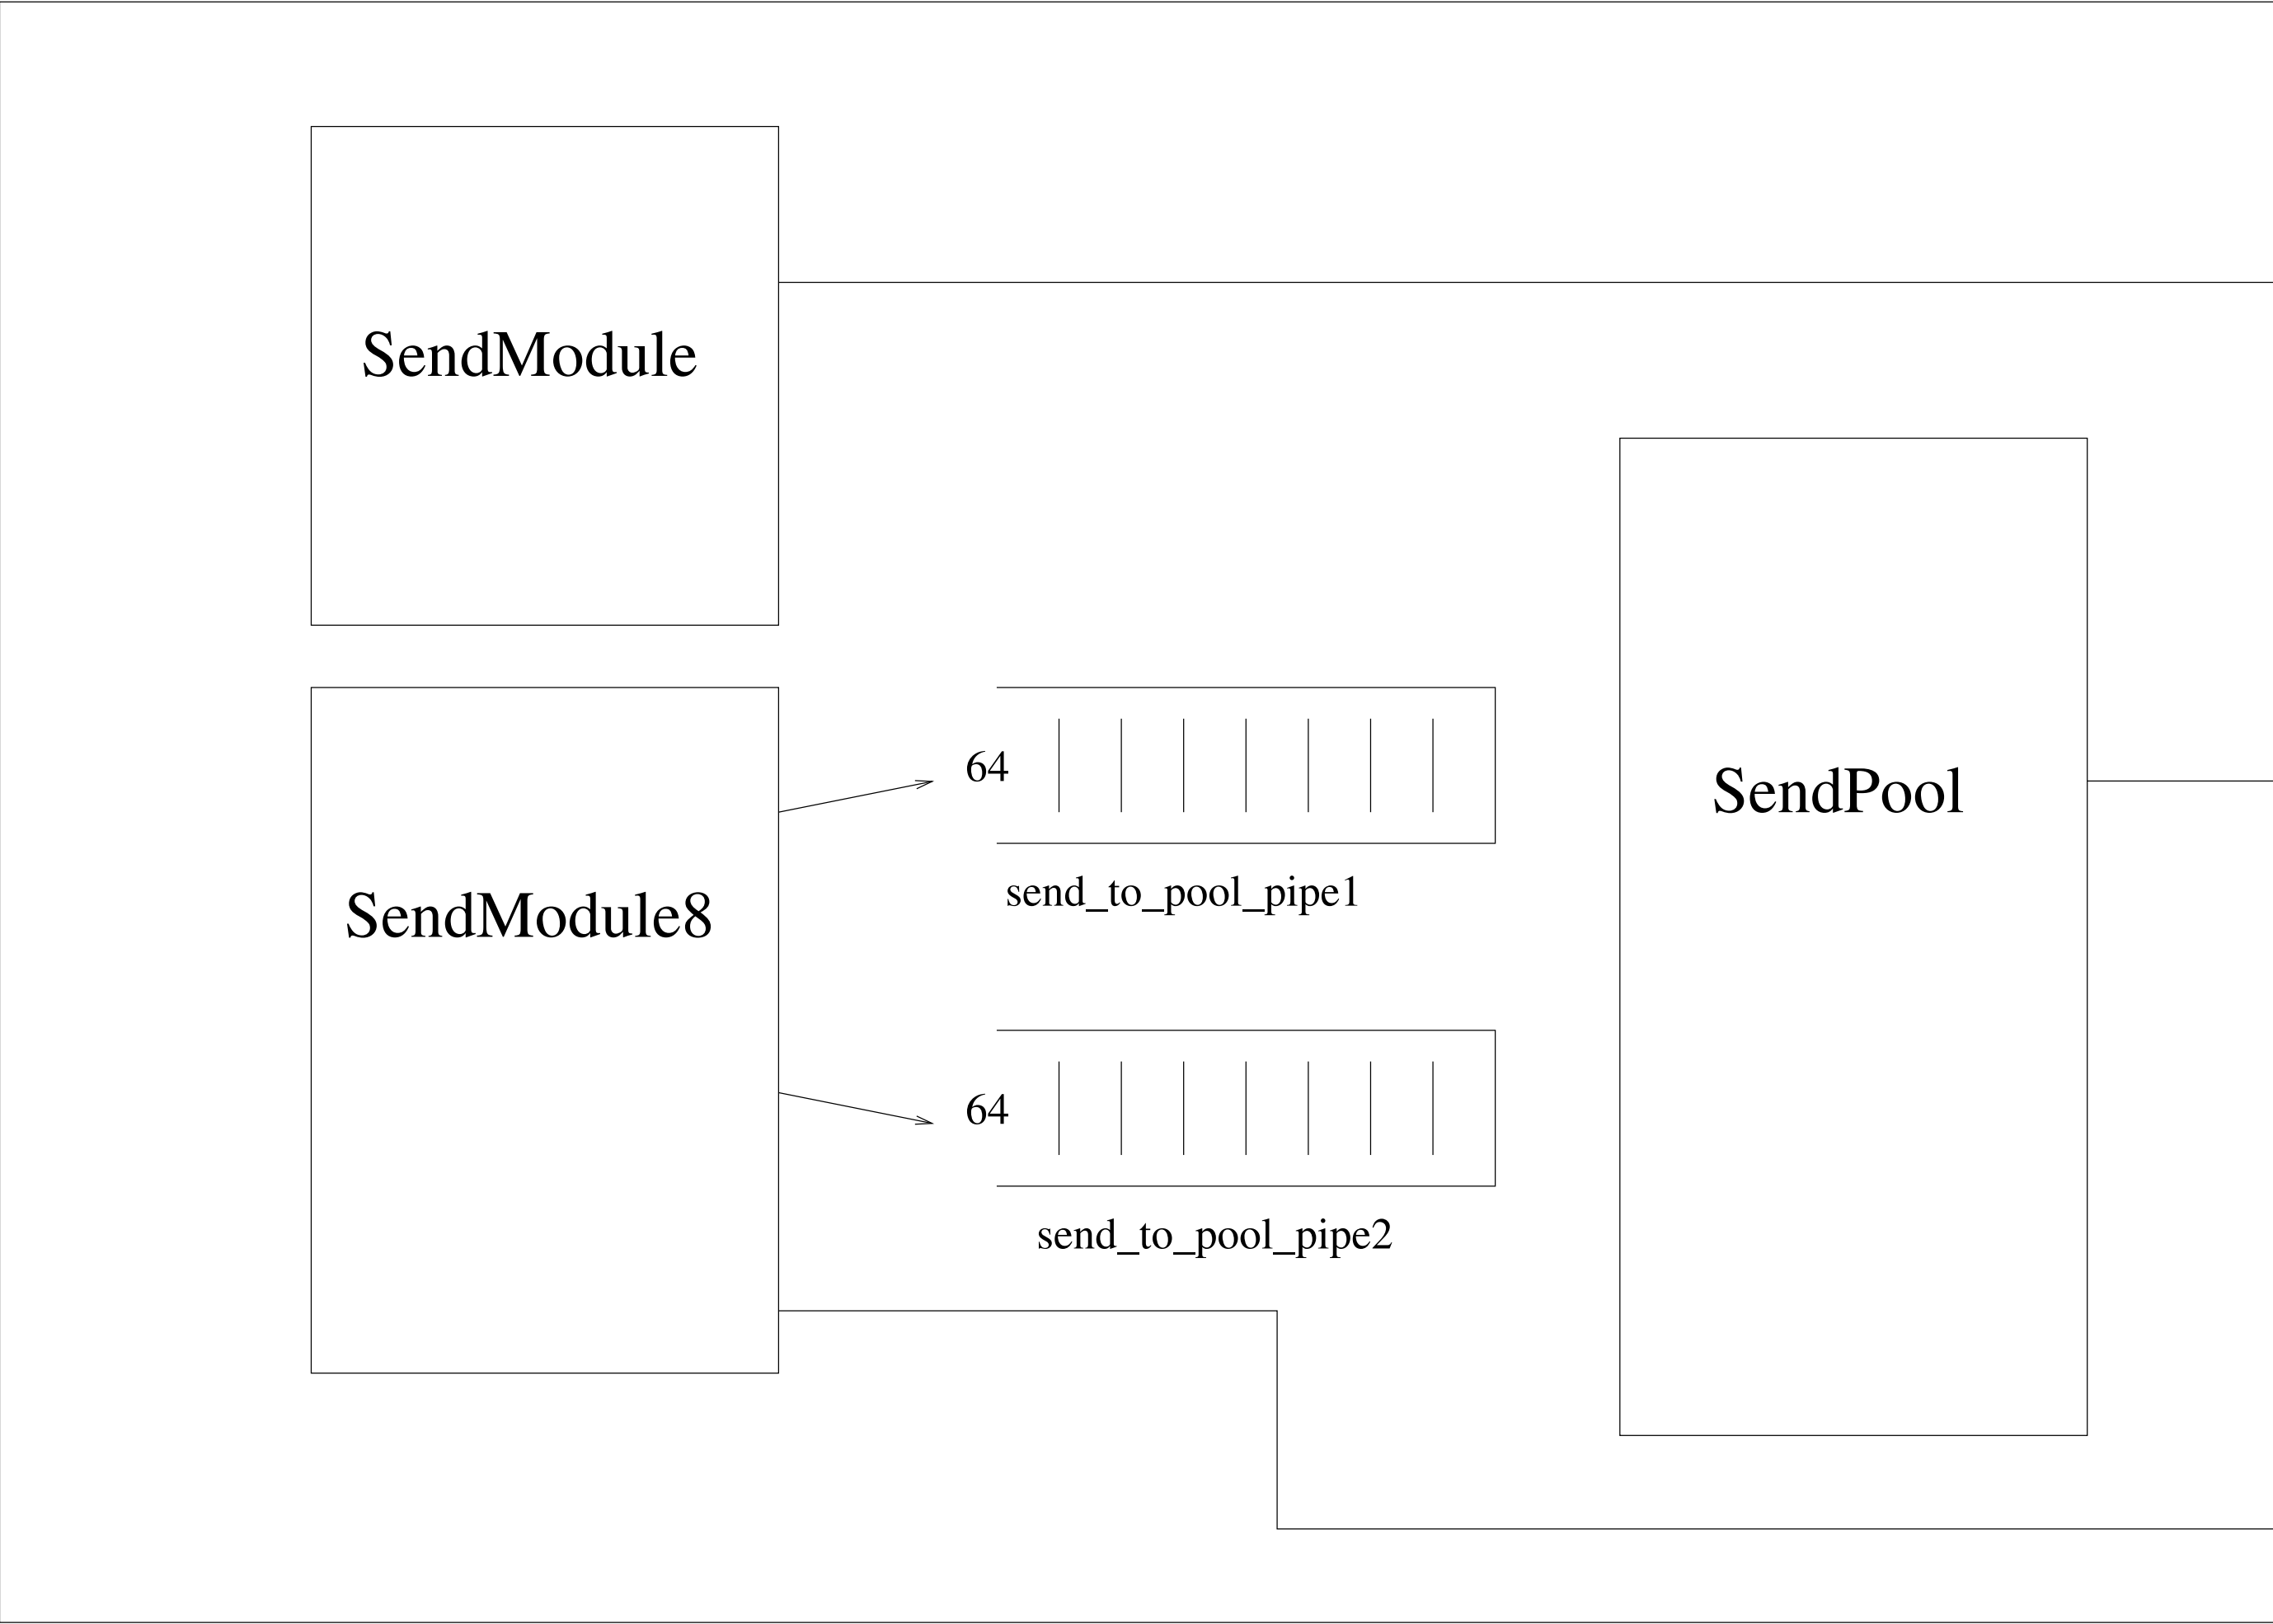 SendModule
64
SendPool
send_to_pool_pipe1
SendModule8
64
send_to_pool_pipe2